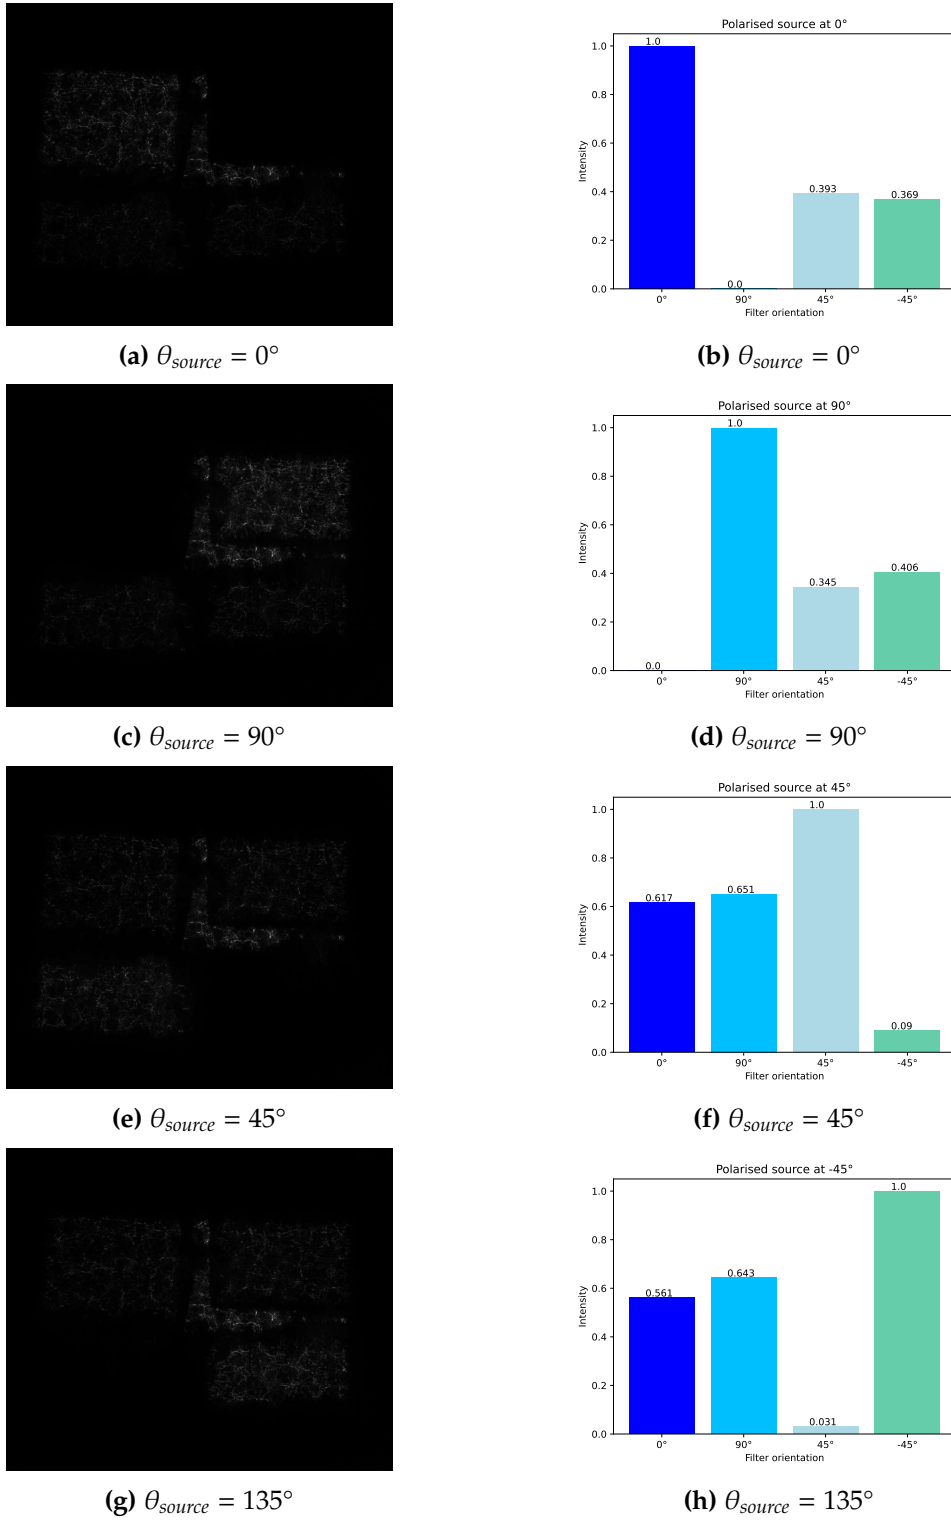 Polarised source at 0°
Intensity
1.0
0.8
0.6
0.4
0.2
0.0
1.0
0.0
0.393
0.369
0°
90°
45°
-45°
Filter orientation
(a) θsource = 0°
(b) θsource = 0°
Polarised source at 90°
Intensity
1.0
0.8
0.6
0.4
0.2
0.0
0.0
1.0
0.345
0.406
0°
90°
45°
-45°
Filter orientation
(c) θsource = 90°
(d) θsource = 90°
Polarised source at 45°
Intensity
1.0
0.8
0.6
0.4
0.2
0.0
0.617
0.651
1.0
0.09
0°
90°
45°
-45°
Filter orientation
(e) θsource = 45°
(f) θsource = 45°
Polarised source at -45°
Intensity
1.0
0.8
0.6
0.4
0.2
0.0
0.561
0.643
0.031
1.0
0°
90°
45°
-45°
Filter orientation
(g) θsource = 135°
(h) θsource = 135°